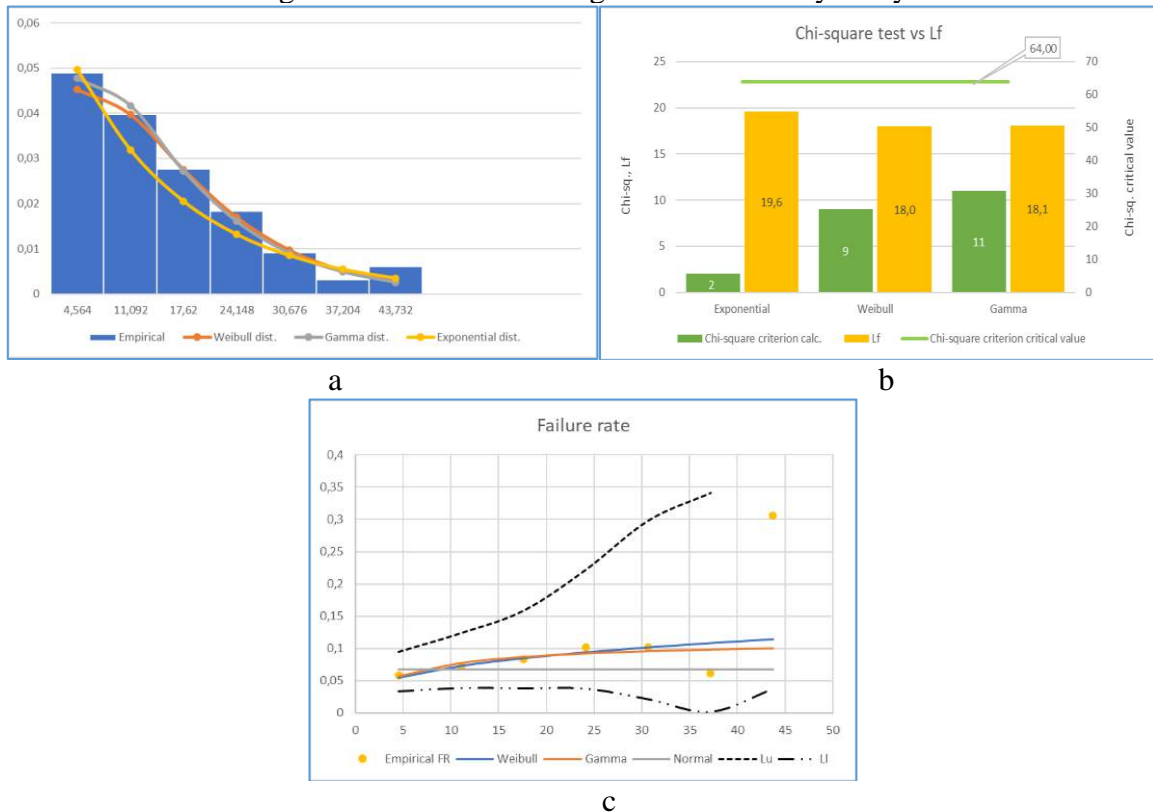 0,06
0,05
0,04
0,03
0,02
0,01
0
4,564 11,092 17,62 24,148 30,676 37,204 43,732
Empirical Weibull dist. Gamma dist. Exponential dist.
a
Chi-square test vs Lf
64,00
25
20
15
10
5
0
Chi-sq., Lf
70
60
50
40
30
20
10
0
Chi-sq. critical value
2 19,6 9 18,0 11 18,1
Exponential Weibull Gamma
Chi-square criterion calc. Lf Chi-square criterion critical value
b
Failure rate
0,4
0,35
0,3
0,25
0,2
0,15
0,1
0,05
0
0 5 10 15 20 25 30 35 40 45 50
Empirical FR Weibull Gamma Normal Lu Ll
c